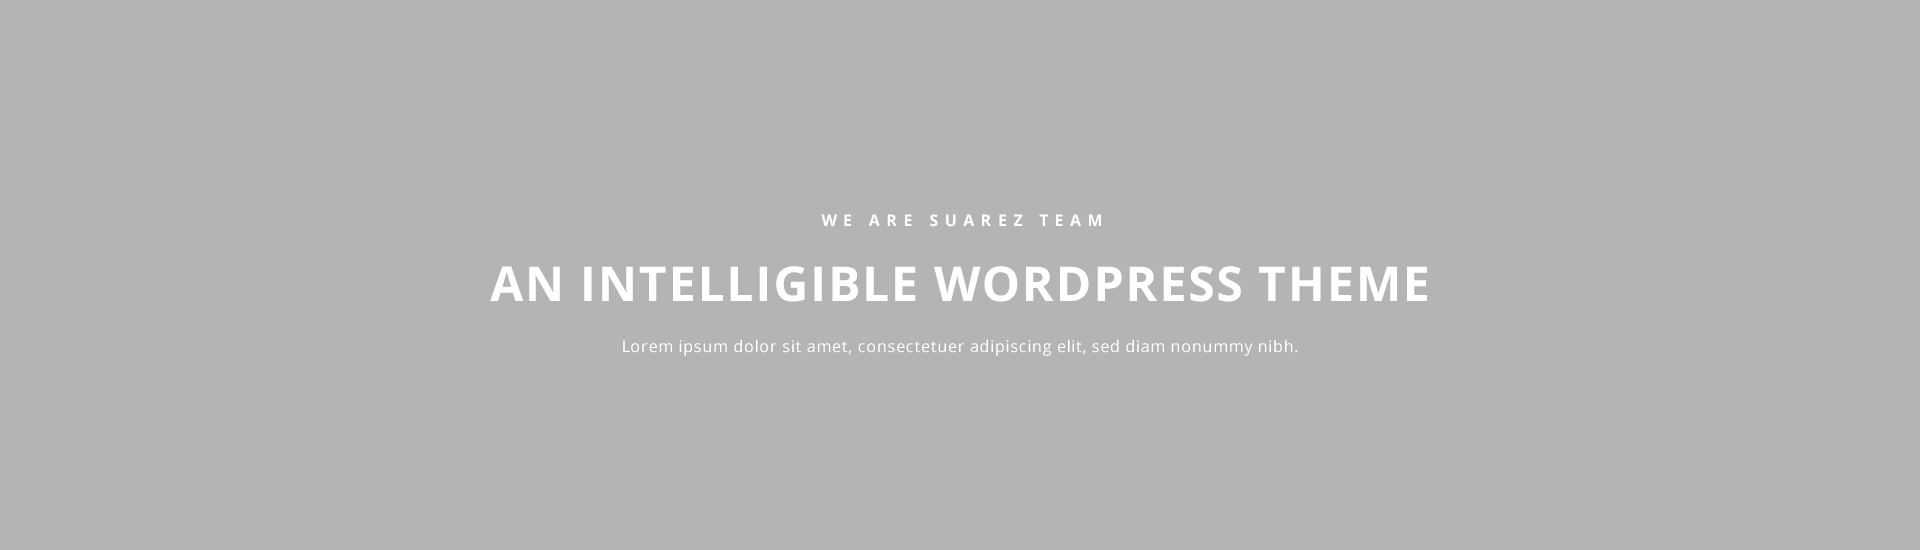 WE ARE SUAREZ TEAM
AN INTELLIGIBLE WORDPRESS THEME
Lorem ipsum dolor sit amet, consectetuer adipiscing elit, sed diam nonummy nibh.